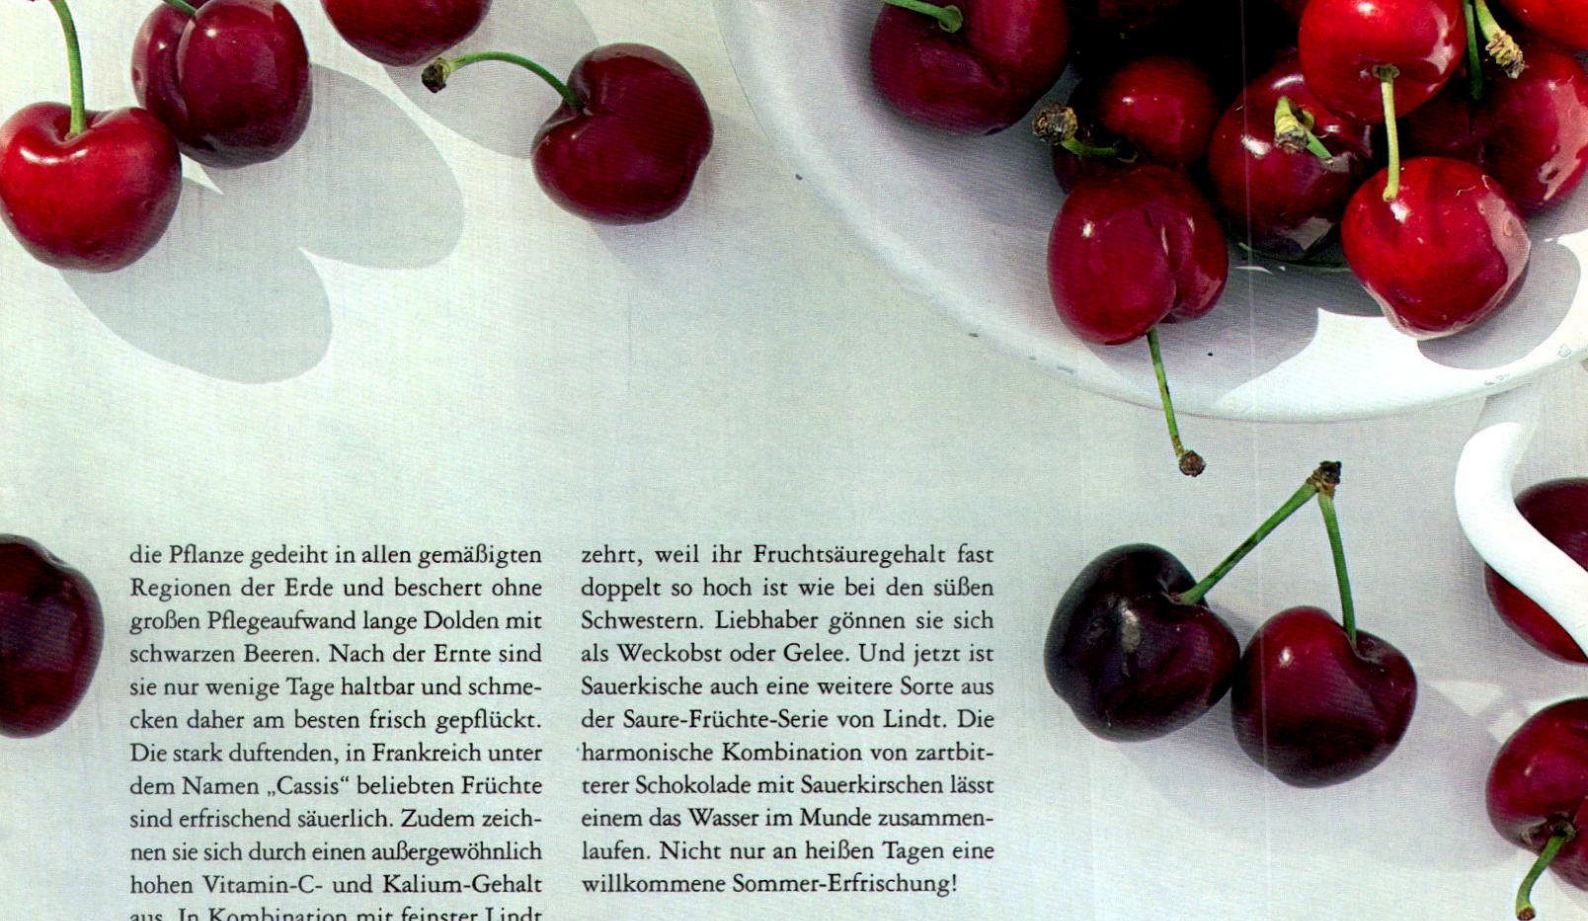 die Pflanze gedeiht in allen gemäßigten
Regionen der Erde und beschert ohne
großen Pflegeaufwand lange Dolden mit
schwarzen Beeren. Nach der Ernte sind
sie nur wenige Tage haltbar und schme-
cken daher am besten frisch gepflückt.
Die stark duftenden, in Frankreich unter
dem Namen „Cassis“ beliebten Früchte
sind erfrischend säuerlich. Zudem zeich-
nen sie sich durch einen außergewöhnlich
hohen Vitamin-C- und Kalium-Gehalt
aus. In Kombination mit feinster Lindt
zehrt, weil ihr Fruchtsäuregehalt fast
doppelt so hoch ist wie bei den süßen
Schwestern. Liebhaber gönnen sie sich
als Weckobst oder Gelee. Und jetzt ist
Sauerkische auch eine weitere Sorte aus
der Saure-Früchte-Serie von Lindt. Die
harmonische Kombination von zartbit-
terer Schokolade mit Sauerkirschen lässt
einem das Wasser im Munde zusammen-
laufen. Nicht nur an heißen Tagen eine
willkommene Sommer-Erfrischung!